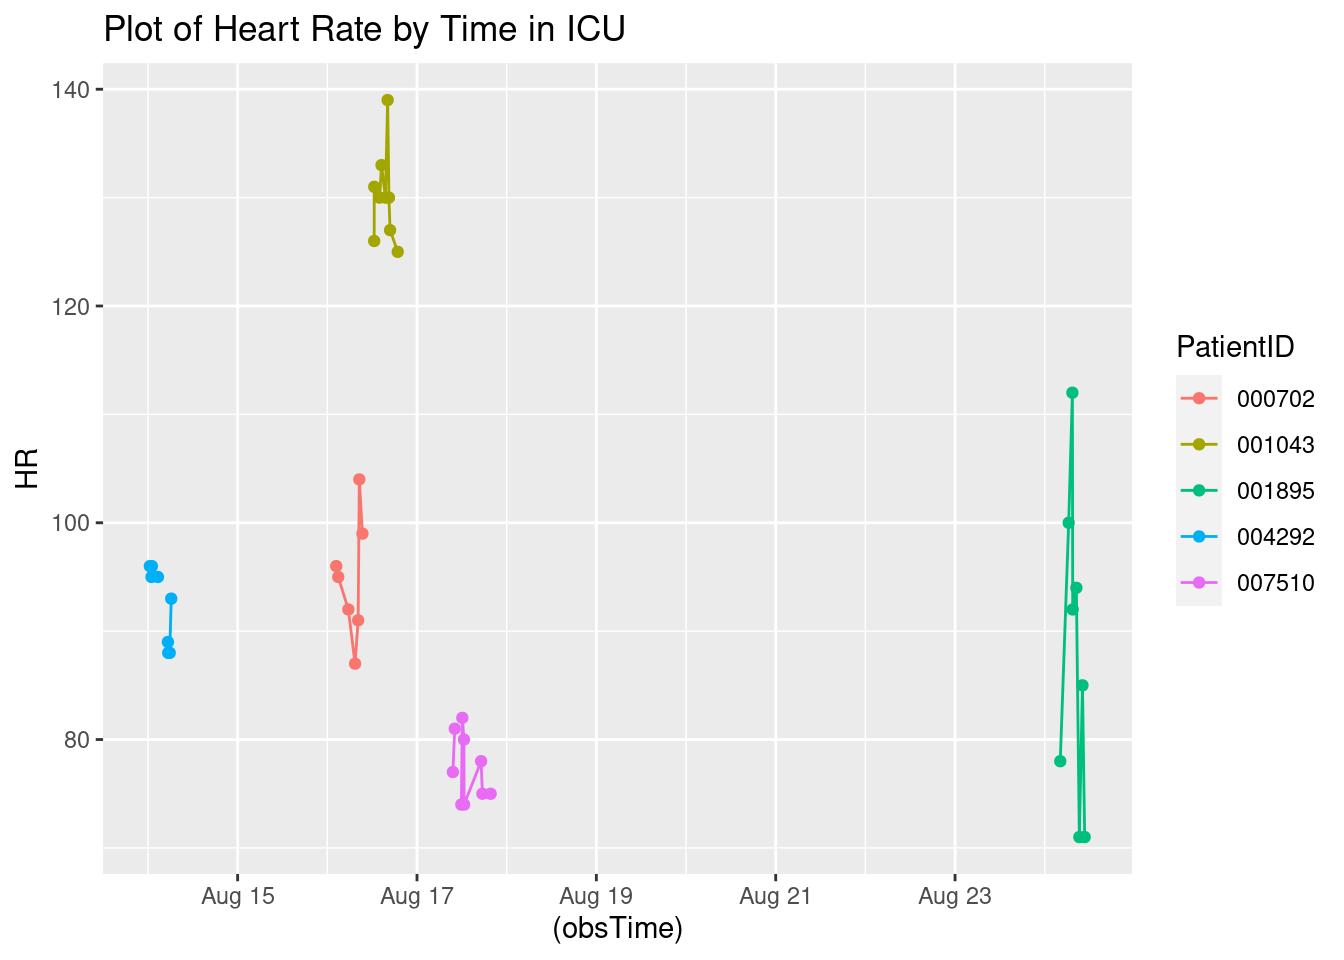 Plot of Heart Rate by Time in ICU
140
120
100
80
HR
Aug 15
Aug 17
Aug 19
Aug 21
Aug 23
(obsTime)
PatientID
000702
001043
001895
004292
007510